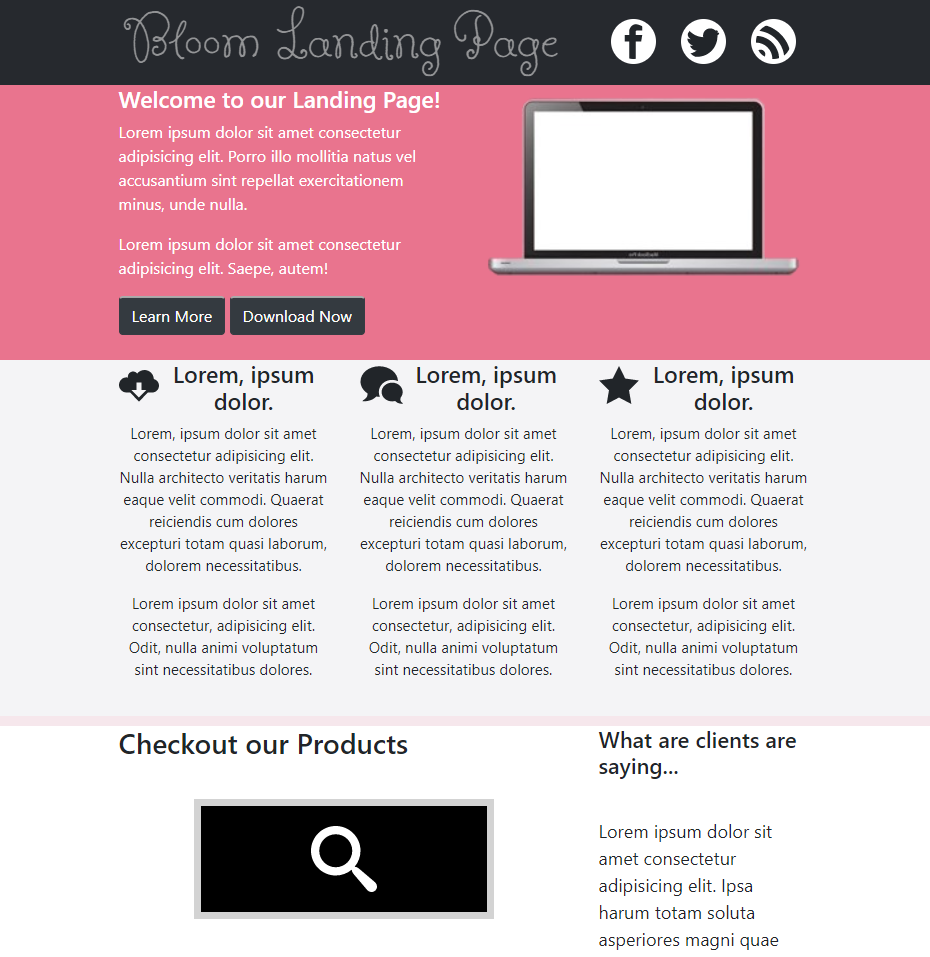 Bloom Landing Page
Welcome to our Landing Page!
Lorem ipsum dolor sit amet consectetur
adipisicing elit. Porro illo mollitia natus vel
accusantium sint repellat exercitationem
minus, unde nulla.
Lorem ipsum dolor sit amet consectetur
adipisicing elit. Saepe, autem!
Learn More
Download Now
Lorem, ipsum
dolor.
Lorem, ipsum dolor sit amet
consectetur adipisicing elit.
Nulla architecto veritatis harum
eaque velit commodi. Quaerat
reiciendis cum dolores
excepturi totam quasi laborum,
dolorem necessitatibus.
Lorem ipsum dolor sit amet
consectetur, adipisicing elit.
Odit, nulla animi voluptatum
sint necessitatibus dolores.
Lorem, ipsum
dolor.
Lorem, ipsum dolor sit amet
consectetur adipisicing elit.
Nulla architecto veritatis harum
eaque velit commodi. Quaerat
reiciendis cum dolores
excepturi totam quasi laborum,
dolorem necessitatibus.
Lorem ipsum dolor sit amet
consectetur, adipisicing elit.
Odit, nulla animi voluptatum
sint necessitatibus dolores.
Lorem, ipsum
dolor.
Lorem, ipsum dolor sit amet
consectetur adipisicing elit.
Nulla architecto veritatis harum
eaque velit commodi. Quaerat
reiciendis cum dolores
excepturi totam quasi laborum,
dolorem necessitatibus.
Lorem ipsum dolor sit amet
consectetur, adipisicing elit.
Odit, nulla animi voluptatum
sint necessitatibus dolores.
Checkout our Products
What are clients are
saying...
Lorem ipsum dolor sit
amet consectetur
adipisicing elit. Ipsa
harum totam soluta
asperiores magni quae